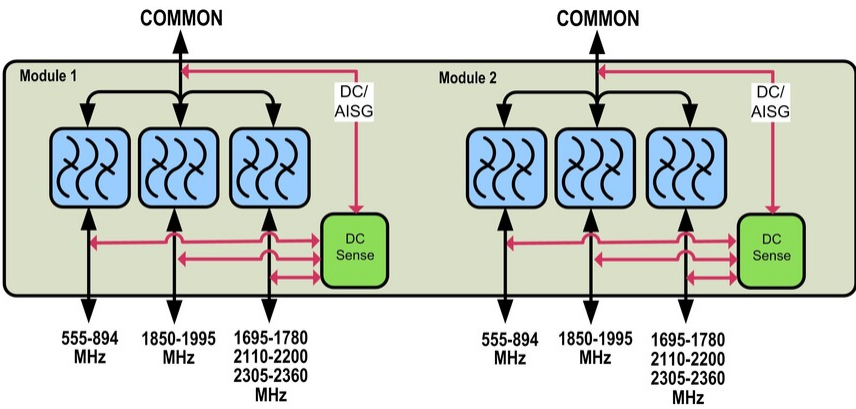 COMMON
COMMON
Module 1
Module 2
DC/
AISG
DC/
AISG
DC
Sense
DC
Sense
555-894
MHz
1850-1995
MHz
1695-1780
2110-2200
2305-2360
MHz
555-894
MHz
1850-1995
MHz
1695-1780
2110-2200
2305-2360
MHz